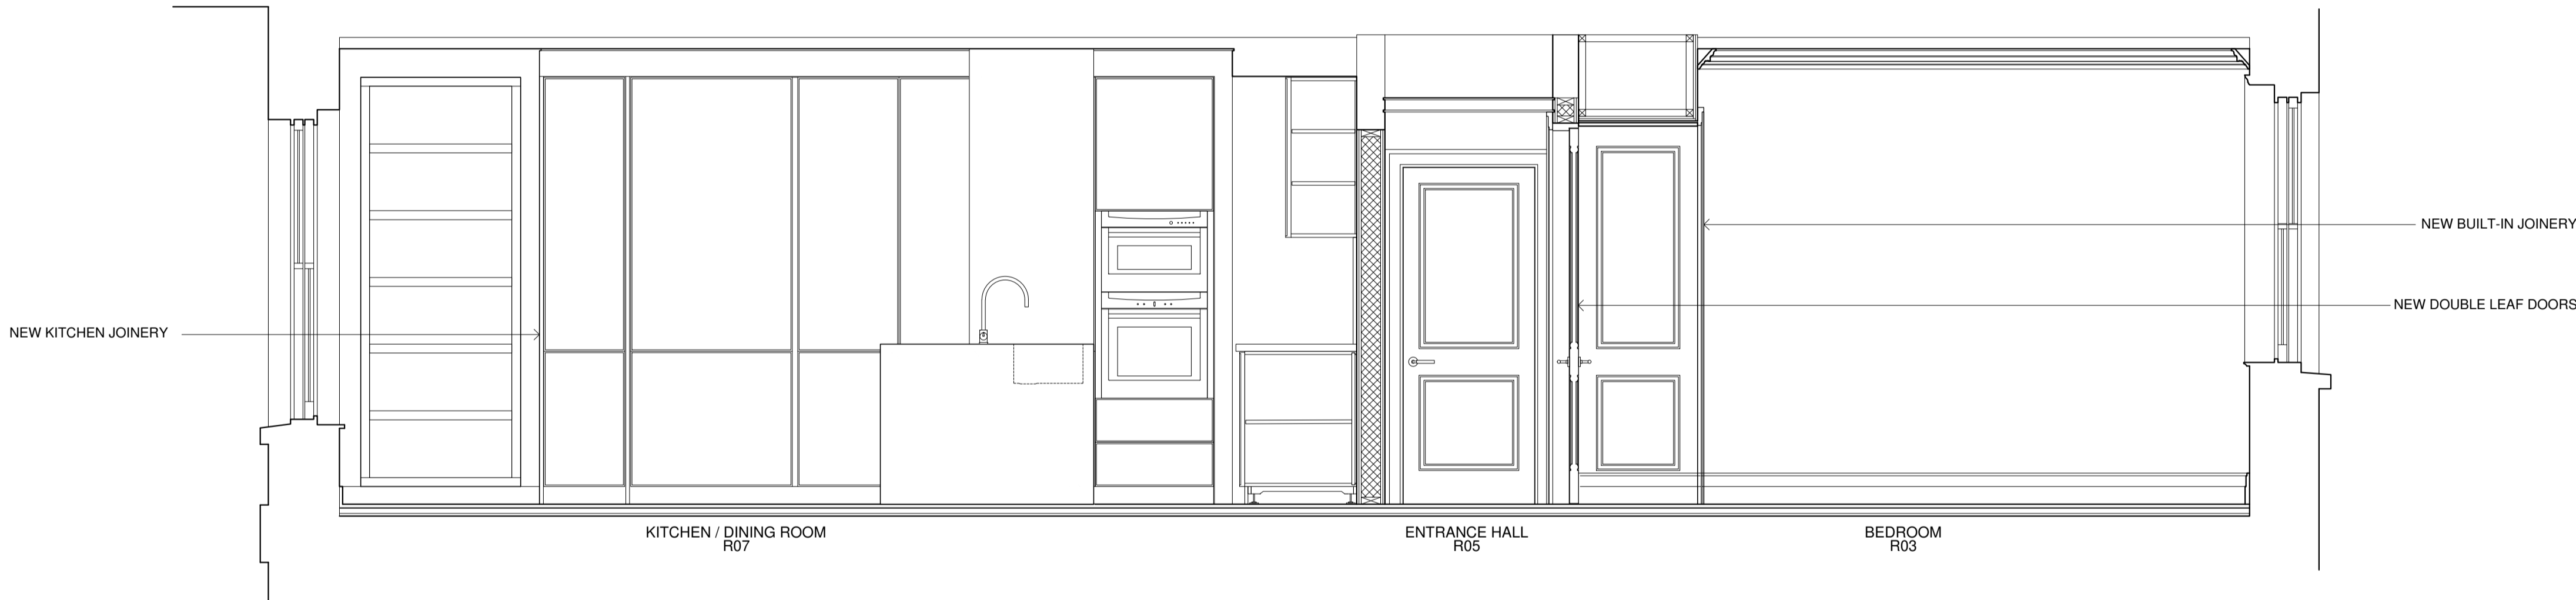 NEW BUILT-IN JOINERY
NEW DOUBLE LEAF DOORS
NEW KITCHEN JOINERY
KITCHEN / DINING ROOM
R07
ENTRANCE HALL
R05
BEDROOM
R03